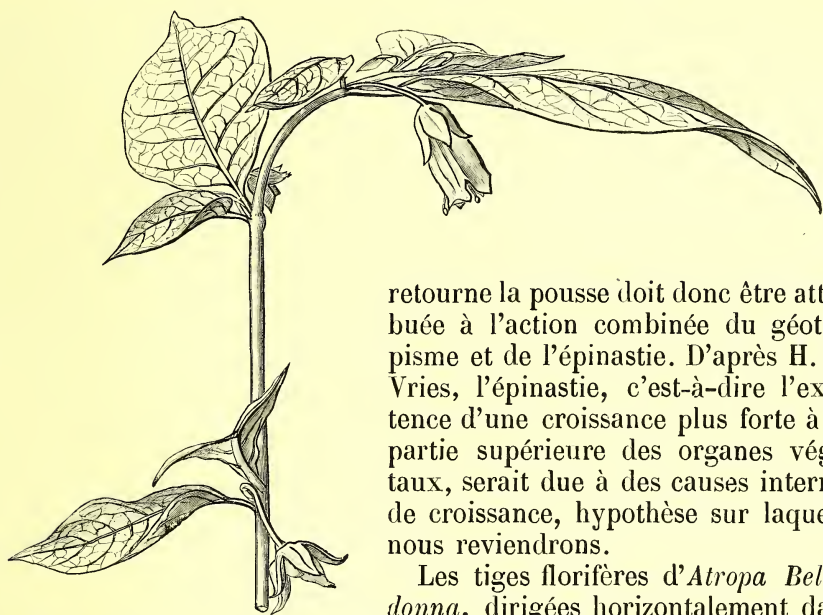 retourne la pousse doit donc être att
buée à l'action combinée du géot
pisme et de l'épinastie. D'après H.
Vries, l'épinastie, c'est-à-dire l'ex
tence d'une croissance plus forte à
partie supérieure des organes vég
taux, serait due à des causes inter
de croissance, hypothèse sur laque
nous reviendrons.
Les tiges florifères d'Atropa Bel
donna, dirigées horizontalement da